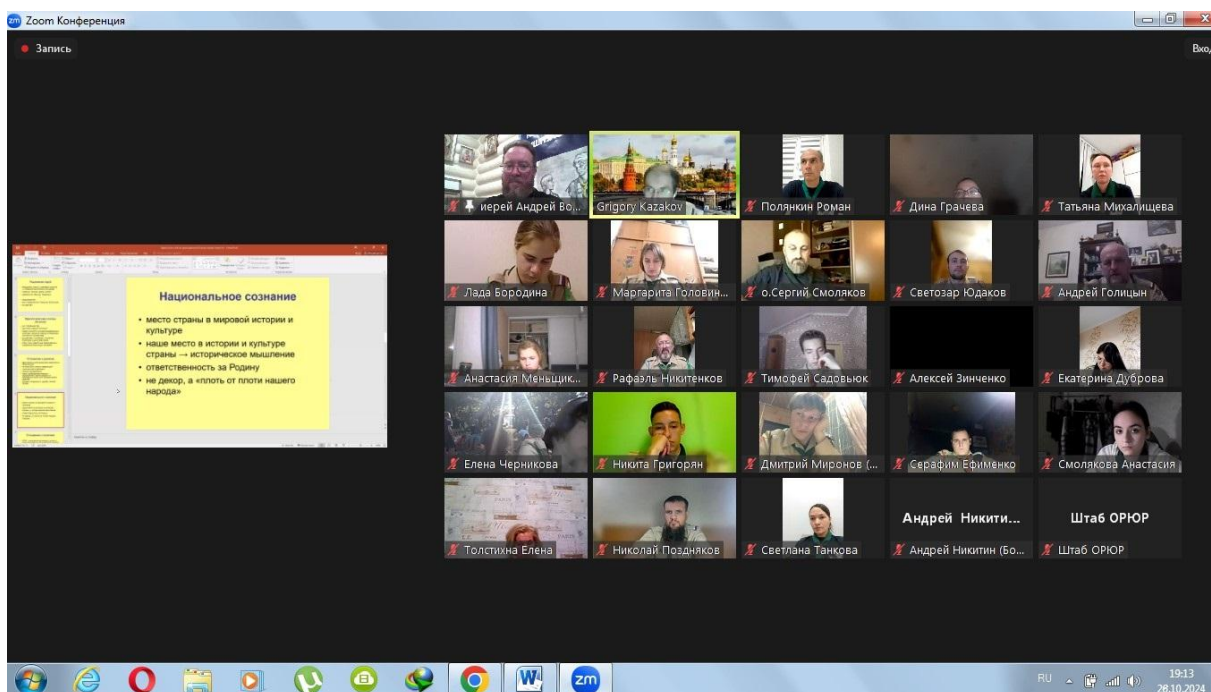 Zoom Конференция
Запись
Вхо
Национальное сознание
• место страны в мировой истории и
культуре
• наше место в истории и культуре
страны → историческое мышление
• ответственность за Родину
• не декор, а «плоть от плоти нашего
народа»
иерей Андрей Во...
Grigory Kazakov
Полянкин Роман
Дина Грачева
Татьяна Михалищева
Лада Бородина
Маргарита Головин...
о.Сергий Смоляков
Светозар Юдаков
Андрей Голицын
Анастасия Меньщик...
Рафаэль Никитенков
Тимофей Садовьюк
Алексей Зинченко
Екатерина Дуброва
Елена Черникова
Никита Григорян
Дмитрий Миронов (...
Серафим Ефименко
Смолякова Анастасия
Толстихна Елена
Николай Поздняков
Светлана Танкова
Андрей Никити...
Андрей Никитин (Бо...
Штаб ОРЮР
Штаб ОРЮР
RU
19:13
28.10.2024